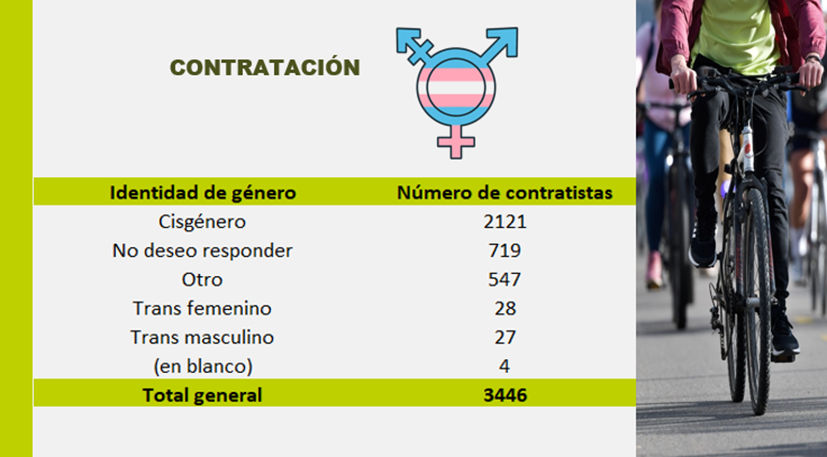 CONTRATACIÓN
Identidad de género Número de contratistas
Cisgénero 2121
No deseo responder 719
Otro 547
Trans femenino 28
Trans masculino 27
(en blanco) 4
Total general 3446